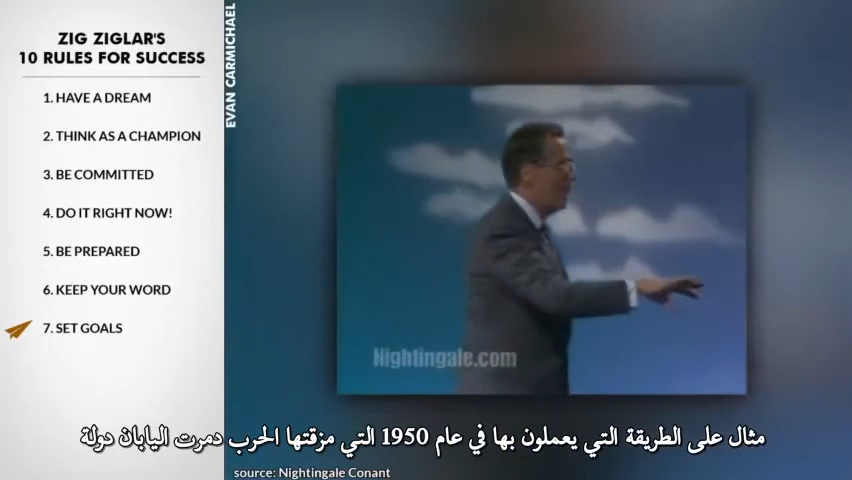 ZIG ZIGLAR'S
10 RULES FOR SUCCESS
1. HAVE A DREAM
2. THINK AS A CHAMPION
3. BE COMMITTED
4. DO IT RIGHT NOW!
5. BE PREPARED
6. KEEP YOUR WORD
7. SET GOALS
EVAN CARMICHAEL
Nightingale.com
مثال على الطريقة التي يعملون بها في عام 1950 التي مزقتها الحرب دمرت اليابان دولة
source: Nightingale Conant